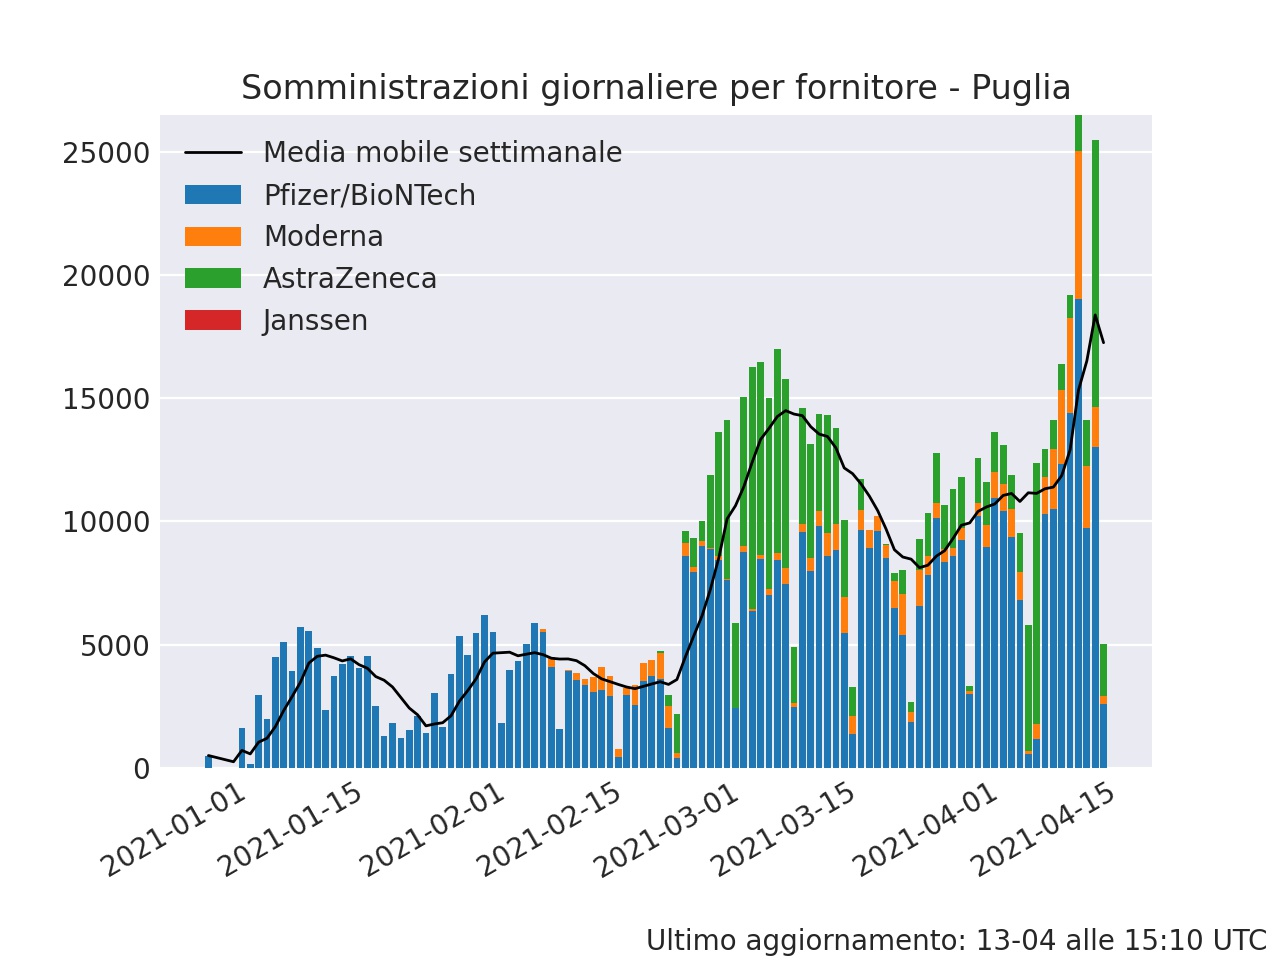 Somministrazioni giornaliere per fornitore - Puglia
Media mobile settimanale
Pfizer/BioNTech
Moderna
AstraZeneca
Janssen
25000
20000
15000
10000
5000
0
2021-01-01
2021-01-15
2021-02-01
2021-02-15
2021-03-01
2021-03-15
2021-04-01
2021-04-15
Ultimo aggiornamento: 13-04 alle 15:10 UTC